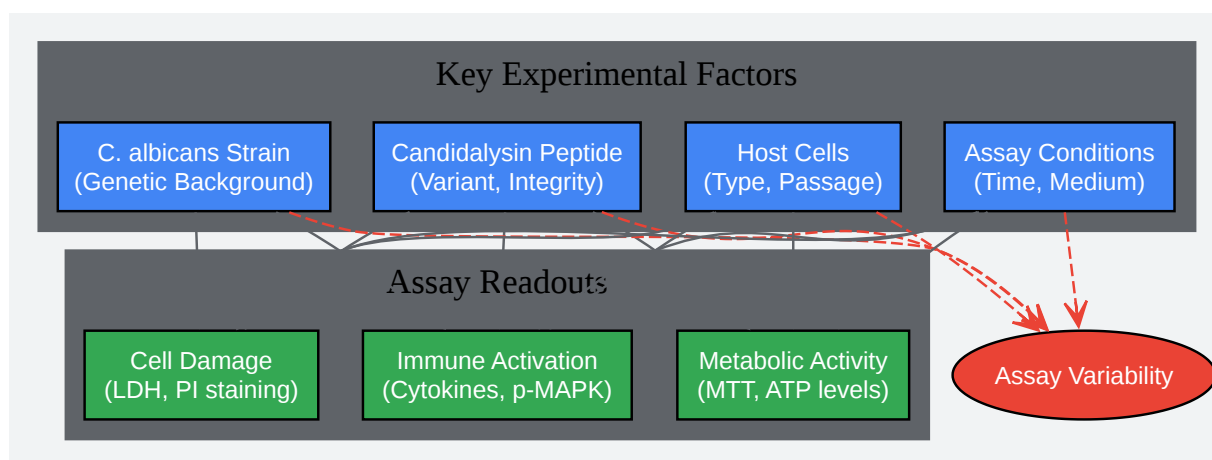 Key Experimental Factors
C. albicans Strain
(Genetic Background)
Candidalysin Peptide
(Variant, Integrity)
Host Cells
(Type, Passage)
Assay Conditions
(Time, Medium)
Assay Readouts
Cell Damage
(LDH, PI staining)
Immune Activation
(Cytokines, p-MAPK)
Metabolic Activity
(MTT, ATP levels)
Assay Variability